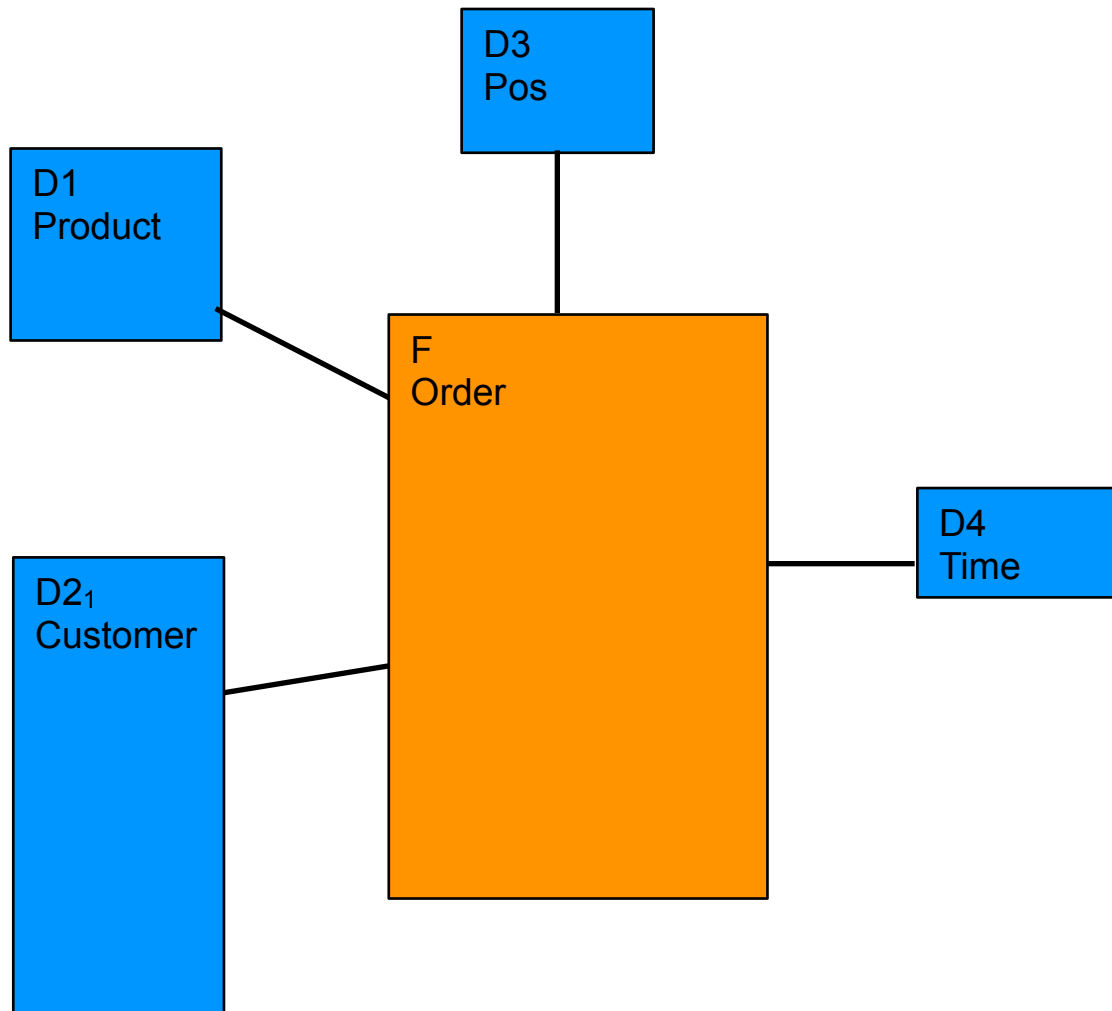 D3
Pos
D1
Product
F
Order
D4
Time
D2₁
Customer